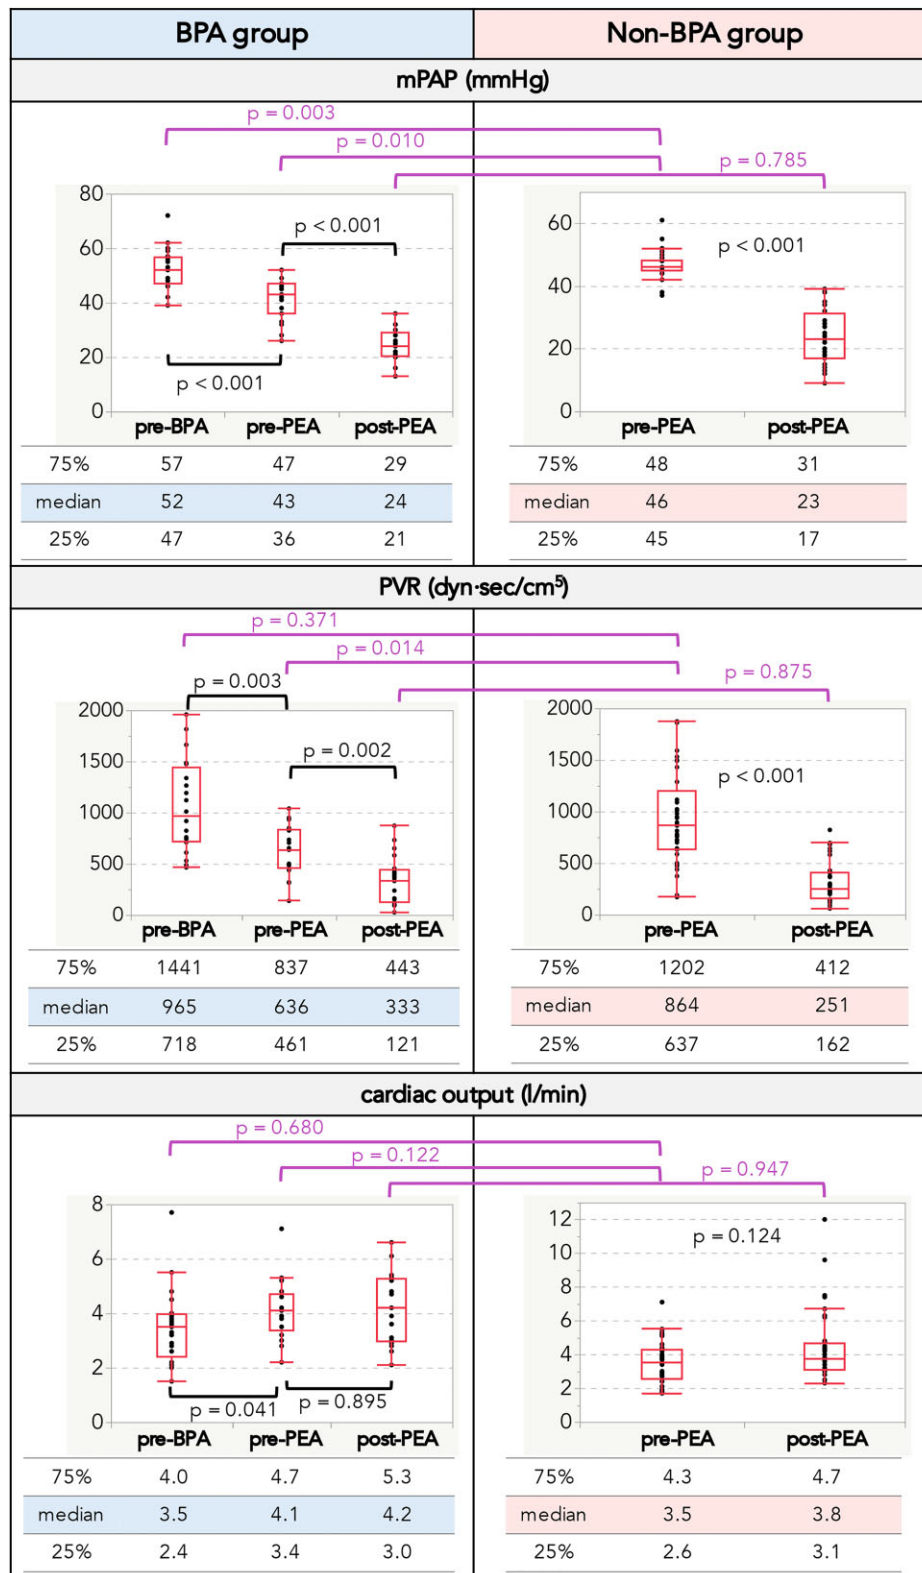 BPA group Non-BPA group
mPAP (mmHg)
p = 0.003
p = 0.010
p = 0.785
80
60
40
20
0
p < 0.001
p < 0.001
pre-BPA pre-PEA post-PEA
60
40
20
0
p < 0.001
pre-PEA post-PEA
75% 57 47 29 75% 48 31
median 52 43 24 median 46 23
25% 47 36 21 25% 45 17
PVR (dyn·sec/cm⁵)
p = 0.371
p = 0.014
p = 0.875
p = 0.003
2000
1500
1000
500
0
p = 0.002
pre-BPA pre-PEA post-PEA
2000
1500
1000
500
0
p < 0.001
pre-PEA post-PEA
75% 1441 837 443 75% 1202 412
median 965 636 333 median 864 251
25% 718 461 121 25% 637 162
cardiac output (l/min)
p = 0.680
p = 0.122
p = 0.947
8
6
4
2
0
p = 0.041
p = 0.895
pre-BPA pre-PEA post-PEA
12
10
8
6
4
2
0
p = 0.124
pre-PEA post-PEA
75% 4.0 4.7 5.3 75% 4.3 4.7
median 3.5 4.1 4.2 median 3.5 3.8
25% 2.4 3.4 3.0 25% 2.6 3.1